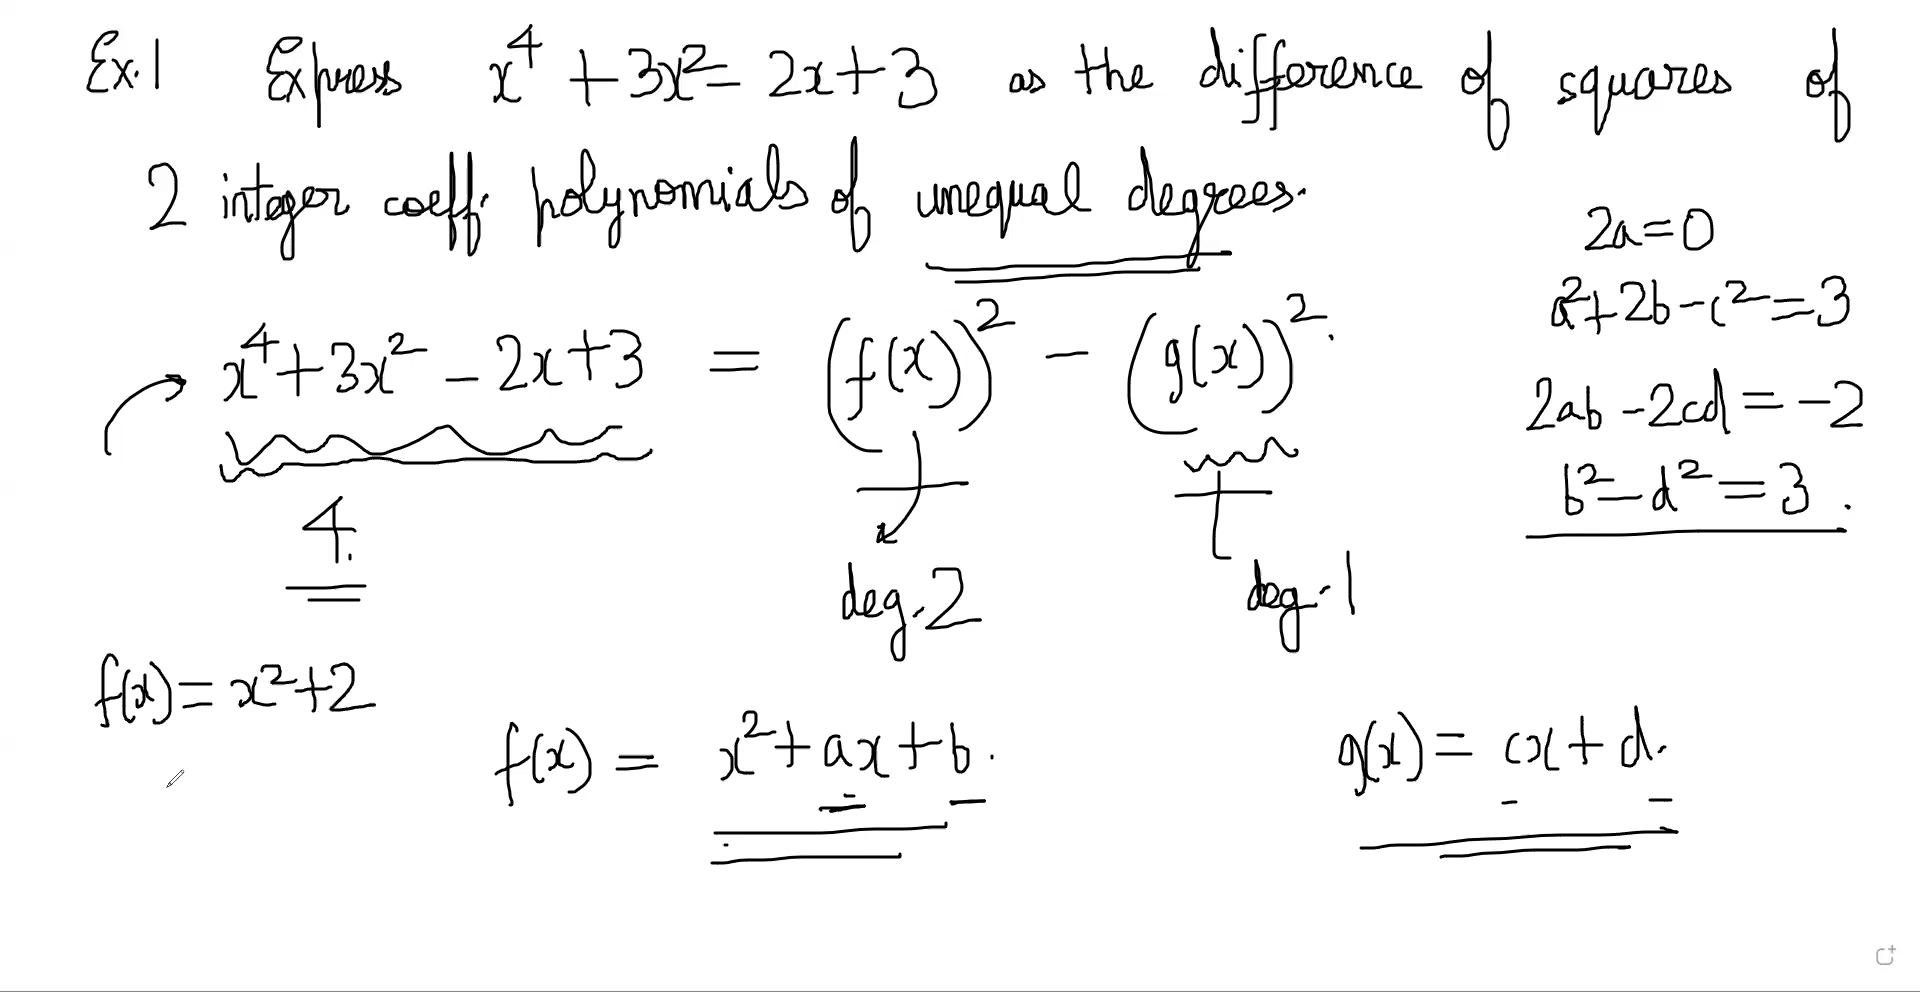 Ex.1 Express x⁴ + 3x² - 2x + 3 as the difference of squares of
2 integer coeff. polynomials of unequal degrees.
x⁴ + 3x² - 2x + 3 = (f(x))² - (g(x))².
4.
deg. 2
deg. 1
2a = 0
a² + 2b - c² = 3
2ab - 2cd = -2
b² - d² = 3.
f(x) = x² + 2
f(x) = x² + ax + b.
g(x) = cx + d.